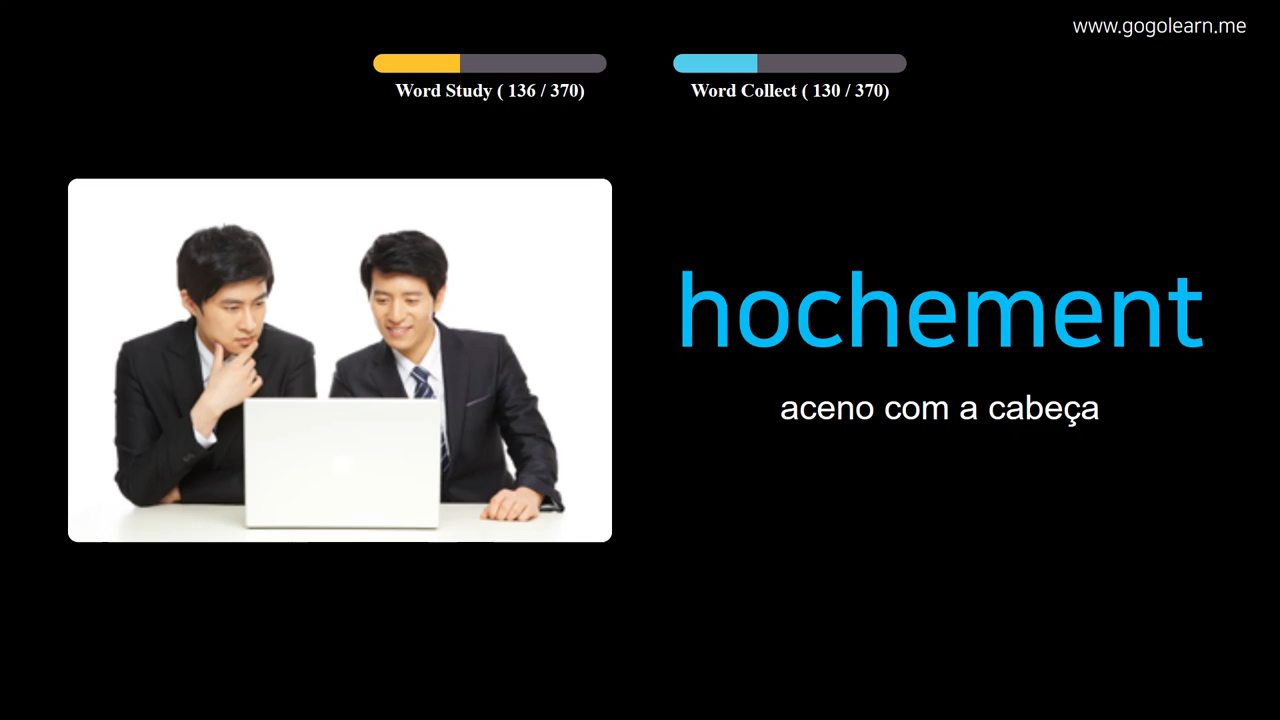 www.gogolearn.me
Word Study ( 136 / 370)
Word Collect ( 130 / 370)
hochement
aceno com a cabeça